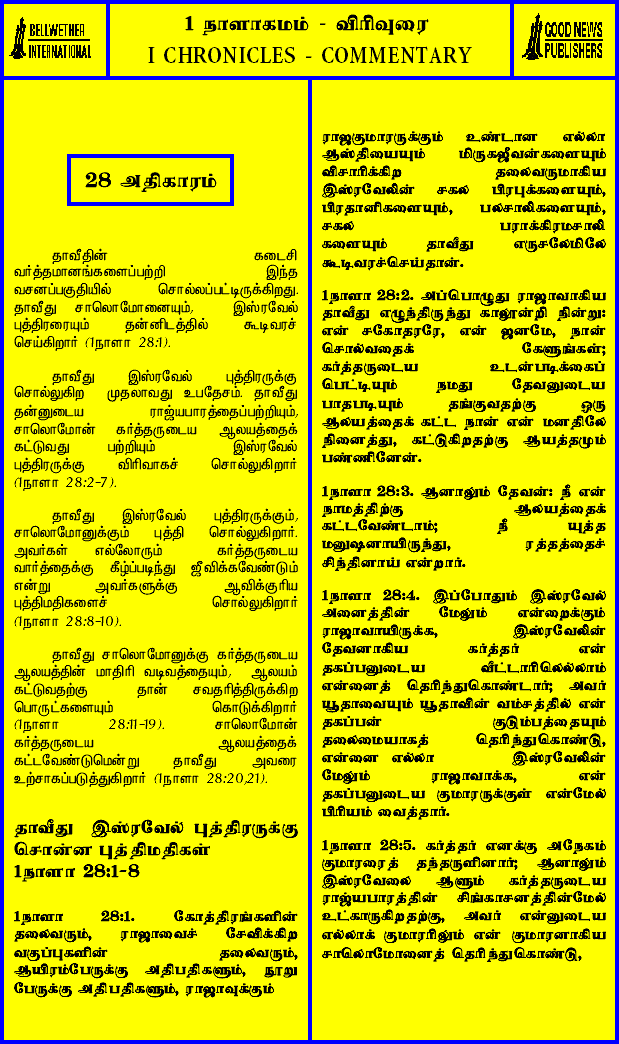 BELLWETHER
INTERNATIONAL
1 நாளாகமம் - விரிவுரை
I CHRONICLES - COMMENTARY
GOOD NEWS
PUBLISHERS
28 அதிகாரம்
தாவீதின் கடைசி
வர்த்தமானங்களைப்பற்றி இந்த
வசனப்பகுதியில் சொல்லப்பட்டிருக்கிறது.
தாவீது சாலொமோனையும், இஸ்ரவேல்
புத்திரரையும் தன்னிடத்தில் கூடிவரச்
செய்கிறார் (1நாளா 28:1).
தாவீது இஸ்ரவேல் புத்திரருக்கு
சொல்லுகிற முதலாவது உபதேசம். தாவீது
தன்னுடைய ராஜ்யபாரத்தைப்பற்றியும்,
சாலொமோன் கர்த்தருடைய ஆலயத்தைக்
கட்டுவது பற்றியும் இஸ்ரவேல்
புத்திரருக்கு விரிவாகச் சொல்லுகிறார்
(1நாளா 28:2-7).
தாவீது இஸ்ரவேல் புத்திரருக்கும்,
சாலொமோனுக்கும் புத்தி சொல்லுகிறார்.
அவர்கள் எல்லோரும் கர்த்தருடைய
வார்த்தைக்கு கீழ்ப்படிந்து ஜீவிக்கவேண்டும்
என்று அவர்களுக்கு ஆவிக்குரிய
புத்திமதிகளைச் சொல்லுகிறார்
(1நாளா 28:8-10).
தாவீது சாலொமோனுக்கு கர்த்தருடைய
ஆலயத்தின் மாதிரி வடிவத்தையும், ஆலயம்
கட்டுவதற்கு தான் சவதரித்திருக்கிற
பொருட்களையும் கொடுக்கிறார்
(1நாளா 28:11-19). சாலொமோன்
கர்த்தருடைய ஆலயத்தைக்
கட்டவேண்டுமென்று தாவீது அவரை
உற்சாகப்படுத்துகிறார் (1நாளா 28:20,21).
தாவீது இஸ்ரவேல் புத்திரருக்கு
சொன்ன புத்திமதிகள்
1நாளா 28:1-8
1நாளா 28:1. கோத்திரங்களின்
தலைவரும், ராஜாவைச் சேவிக்கிற
வகுப்புகளின் தலைவரும்,
ஆயிரம்பேருக்கு அதிபதிகளும், நூறு
பேருக்கு அதிபதிகளும், ராஜாவுக்கும்
ராஜகுமாரருக்கும் உண்டான எல்லா
ஆஸ்தியையும் மிருகஜீவன்களையும்
விசாரிக்கிற தலைவருமாகிய
இஸ்ரவேலின் சகல பிரபுக்களையும்,
பிரதானிகளையும், பலசாலிகளையும்,
சகல பராக்கிரமசாலி
களையும் தாவீது எருசலேமிலே
கூடிவரச்செய்தான்.
1நாளா 28:2. அப்பொழுது ராஜாவாகிய
தாவீது எழுந்திருந்து காலூன்றி நின்று:
என் சகோதரரே, என் ஜனமே, நான்
சொல்வதைக் கேளுங்கள்;
கர்த்தருடைய உடன்படிக்கைப்
பெட்டியும் நமது தேவனுடைய
பாதபடியும் தங்குவதற்கு ஒரு
ஆலயத்தைக் கட்ட நான் என் மனதிலே
நினைத்து, கட்டுகிறதற்கு ஆயத்தமும்
பண்ணினேன்.
1நாளா 28:3. ஆனாலும் தேவன்: நீ என்
நாமத்திற்கு ஆலயத்தைக்
கட்டவேண்டாம்; நீ யுத்த
மனுஷனாயிருந்து, ரத்தத்தைச்
சிந்தினாய் என்றார்.
1நாளா 28:4. இப்போதும் இஸ்ரவேல்
அனைத்தின் மேலும் என்றைக்கும்
ராஜாவாயிருக்க, இஸ்ரவேலின்
தேவனாகிய கர்த்தர் என்
தகப்பனுடைய வீட்டாரிலெல்லாம்
என்னைத் தெரிந்துகொண்டார்; அவர்
யூதாவையும் யூதாவின் வம்சத்தில் என்
தகப்பன் குடும்பத்தையும்
தலைமையாகத் தெரிந்துகொண்டு,
என்னை எல்லா இஸ்ரவேலின்
மேலும் ராஜாவாக்க, என்
தகப்பனுடைய குமாரருக்குள் என்மேல்
பிரியம் வைத்தார்.
1நாளா 28:5. கர்த்தர் எனக்கு அநேகம்
குமாரரைத் தந்தருளினார்; ஆனாலும்
இஸ்ரவேலை ஆளும் கர்த்தருடைய
ராஜ்யபாரத்தின் சிங்காசனத்தின்மேல்
உட்காருகிறதற்கு, அவர் என்னுடைய
எல்லாக் குமாரரிலும் என் குமாரனாகிய
சாலொமோனைத் தெரிந்துகொண்டு,